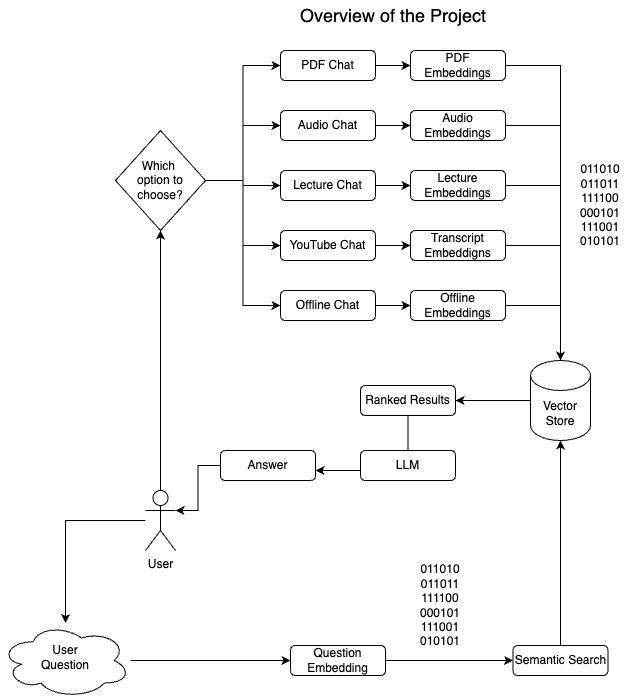 Overview of the Project
PDF Chat
PDF
Embeddings
Audio Chat
Audio
Embeddings
Which
option to
choose?
Lecture Chat
Lecture
Embeddings
011010
011011
111100
000101
111001
010101
YouTube Chat
Transcript
Embeddigns
Offline Chat
Offline
Embeddings
Vector
Store
Ranked Results
LLM
Answer
User
011010
011011
111100
000101
111001
010101
User
Question
Question
Embedding
Semantic Search